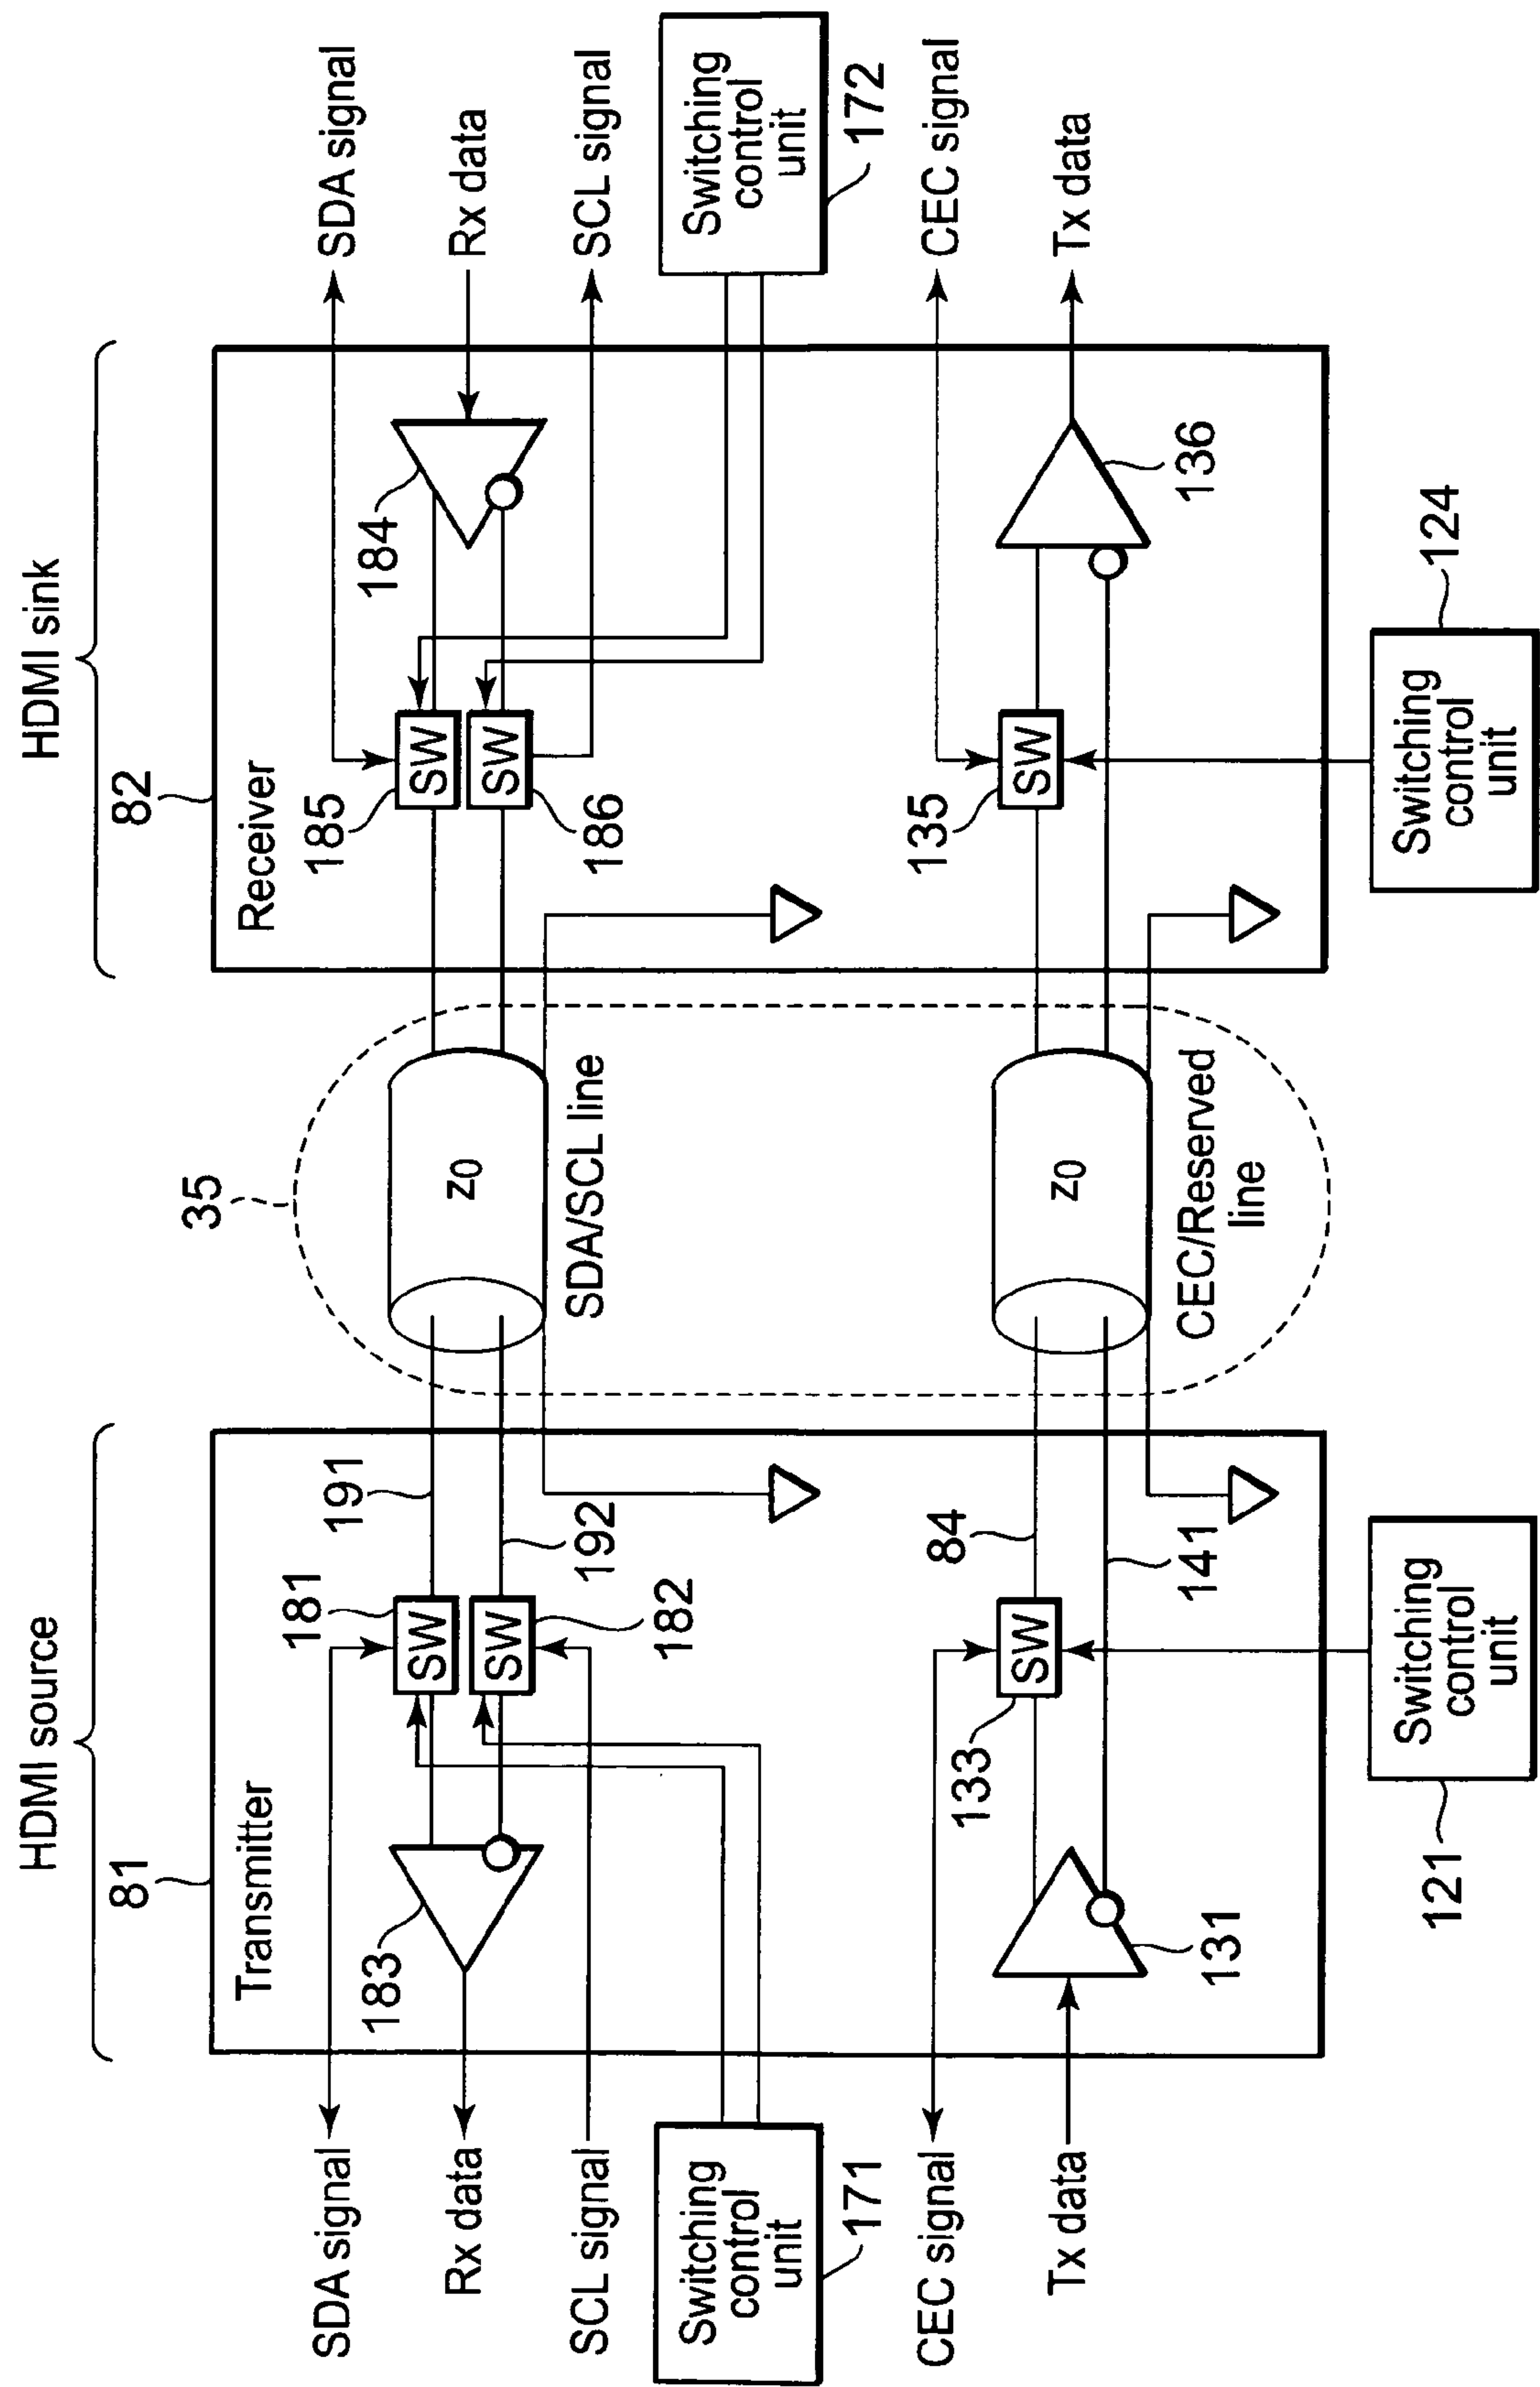 HDMI source
HDMI sink
81
35
82
Transmitter
Receiver
SDA signal
181
191
185
SDA signal
SW
SW
183
184
Rx data
z0
Rx data
SW
SW
192
182
SDA/SCL line
186
SCL signal
SCL signal
Switching
control
unit
171
Switching
control
unit
172
CEC signal
133
84
135
CEC signal
SW
SW
Tx data
z0
Tx data
131
141
CEC/Reserved
line
136
121
124
Switching
control
unit
Switching
control
unit